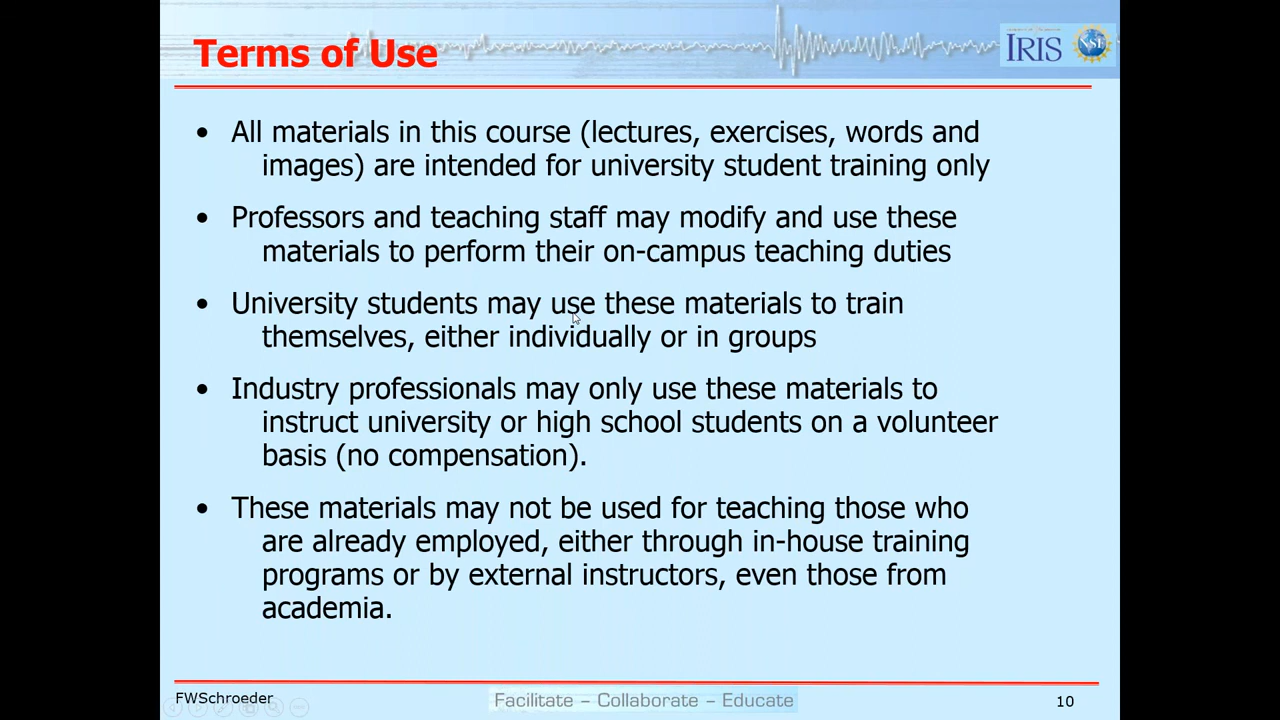 Terms of Use
IRIS
NSF
• All materials in this course (lectures, exercises, words and
images) are intended for university student training only
• Professors and teaching staff may modify and use these
materials to perform their on-campus teaching duties
• University students may use these materials to train
themselves, either individually or in groups
• Industry professionals may only use these materials to
instruct university or high school students on a volunteer
basis (no compensation).
• These materials may not be used for teaching those who
are already employed, either through in-house training
programs or by external instructors, even those from
academia.
FWSchroeder
Facilitate – Collaborate – Educate
10